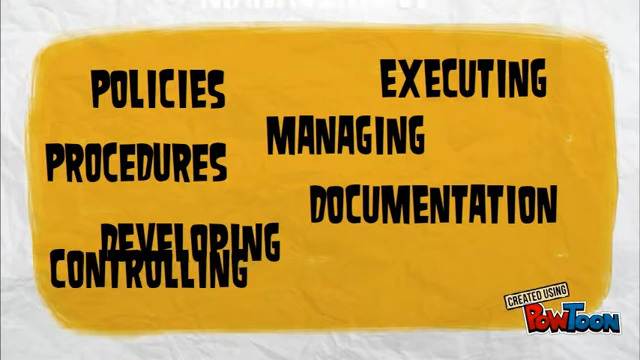 POLICIES
EXECUTING
MANAGING
PROCEDURES
DOCUMENTATION
DEVELOPING
CONTROLLING
CREATED USING
POWTOON